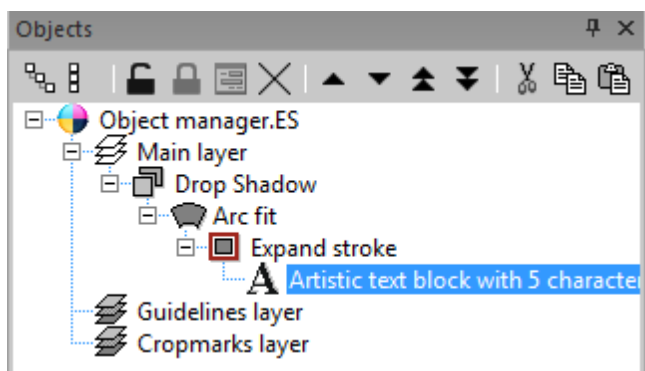 Objects
Object manager.ES
Main layer
Drop Shadow
Arc fit
Expand stroke
Artistic text block with 5 character
Guidelines layer
Cropmarks layer